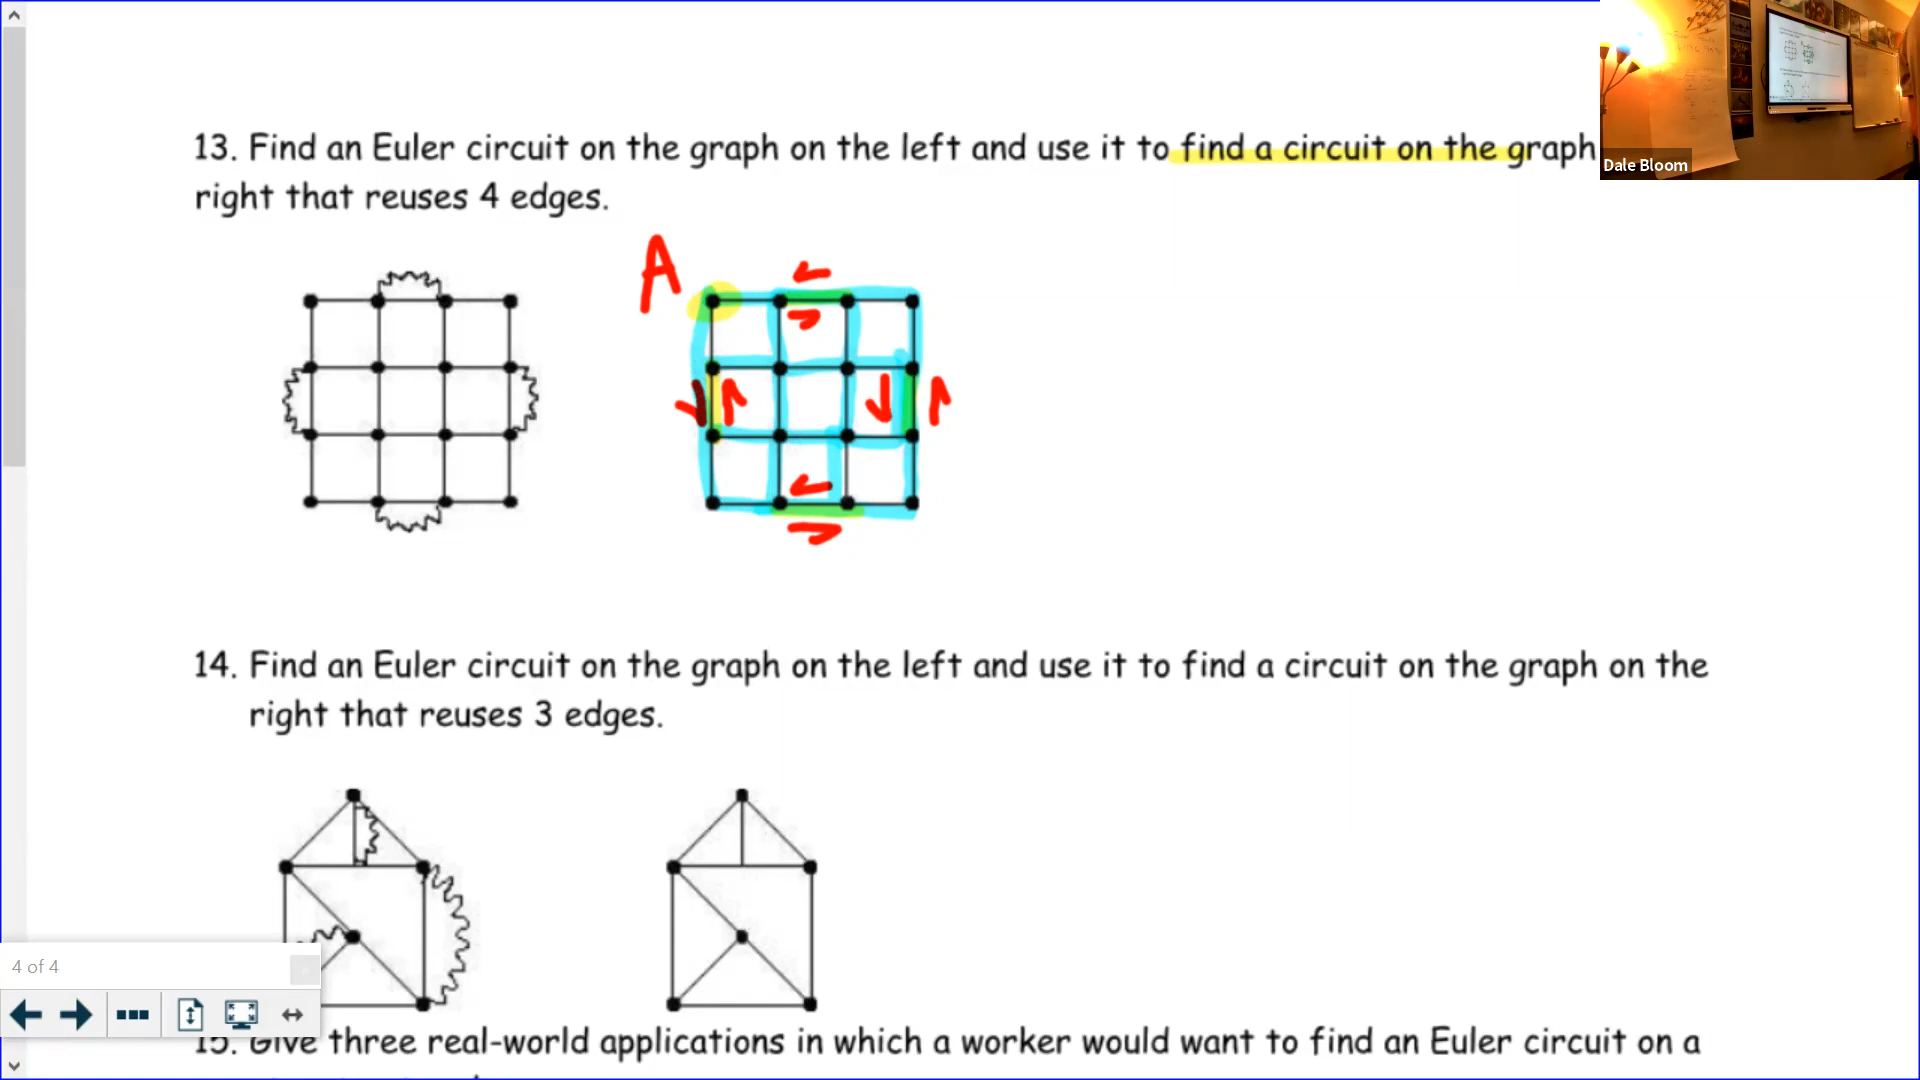 13. Find an Euler circuit on the graph on the left and use it to find a circuit on the graph
right that reuses 4 edges.
Dale Bloom
A
14. Find an Euler circuit on the graph on the left and use it to find a circuit on the graph on the
right that reuses 3 edges.
4 of 4
15. Give three real-world applications in which a worker would want to find an Euler circuit on a